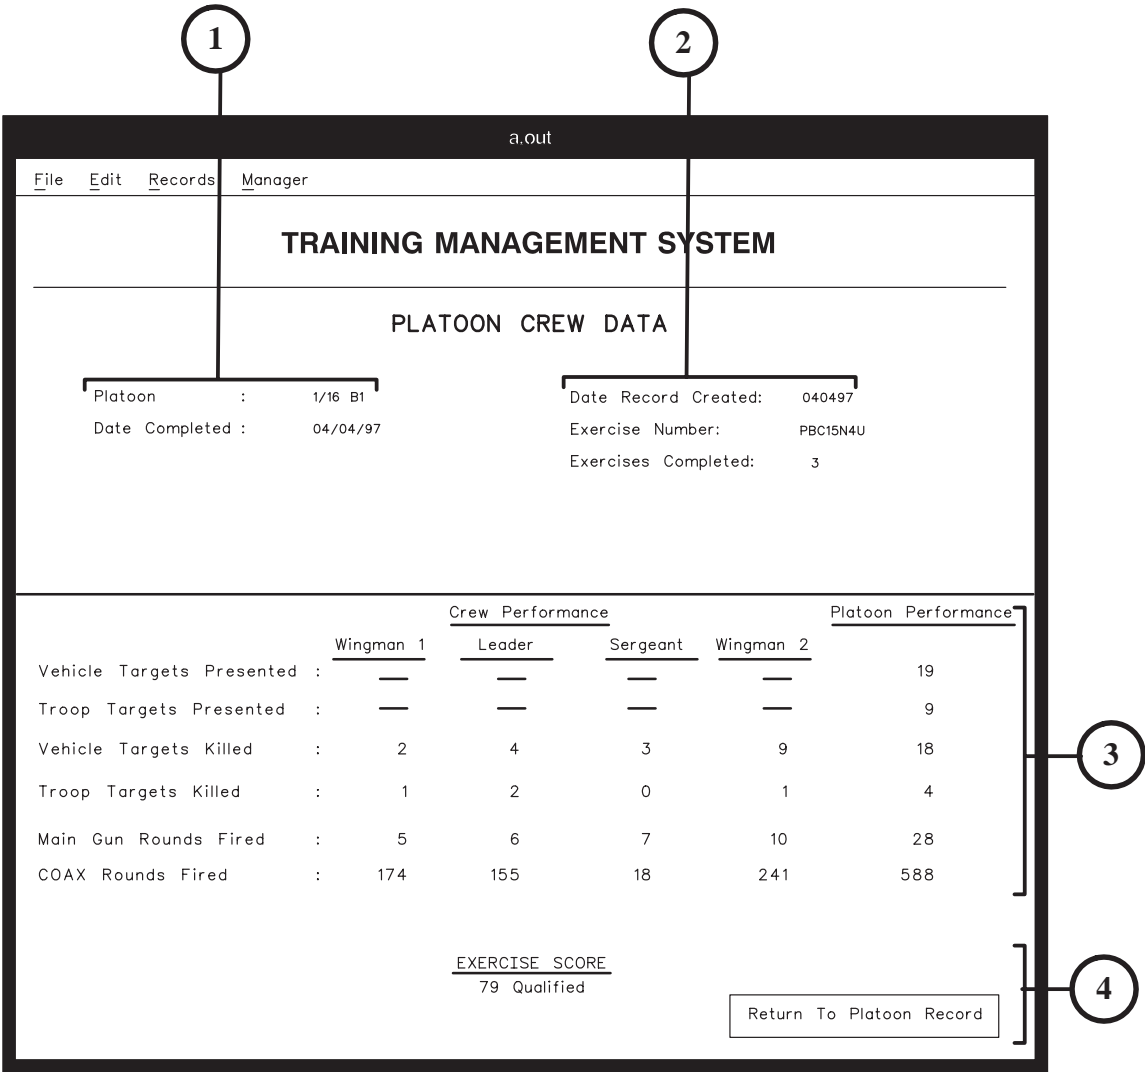 1 2
a.out
File Edit Records Manager
TRAINING MANAGEMENT SYSTEM
PLATOON CREW DATA
Platoon : 1/16 B1 Date Record Created: 040497
Date Completed : 04/04/97 Exercise Number: PBC15N4U
Exercises Completed: 3
Crew Performance Platoon Performance
Wingman 1 Leader Sergeant Wingman 2
Vehicle Targets Presented : — — — — 19
Troop Targets Presented : — — — — 9
Vehicle Targets Killed : 2 4 3 9 18
3
Troop Targets Killed : 1 2 0 1 4
Main Gun Rounds Fired : 5 6 7 10 28
COAX Rounds Fired : 174 155 18 241 588
EXERCISE SCORE
79 Qualified
4
Return To Platoon Record